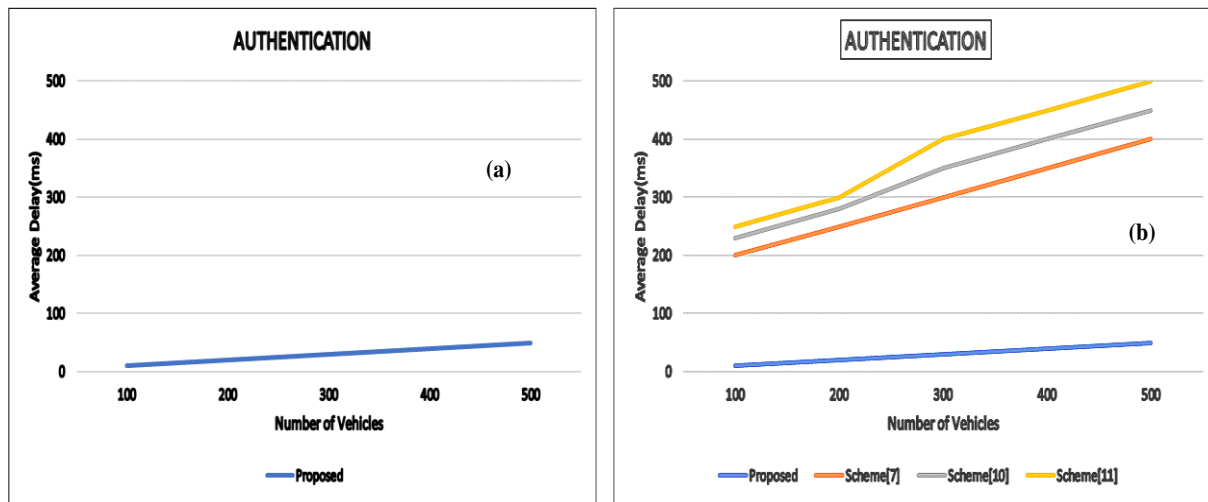 AUTHENTICATION
500
400
300
200
100
0
Average Delay(ms)
(a)
100 200 300 400 500
Number of Vehicles
Proposed
AUTHENTICATION
500
400
300
200
100
0
Average Delay(ms)
(b)
100 200 300 400 500
Number of Vehicles
Proposed Scheme[7] Scheme[10] Scheme[11]